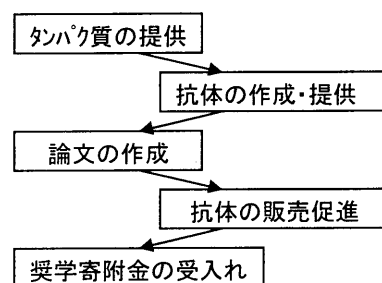 ﾀﾝﾊﾟｸ質の提供
抗体の作成・提供
論文の作成
抗体の販売促進
奨学寄附金の受入れ